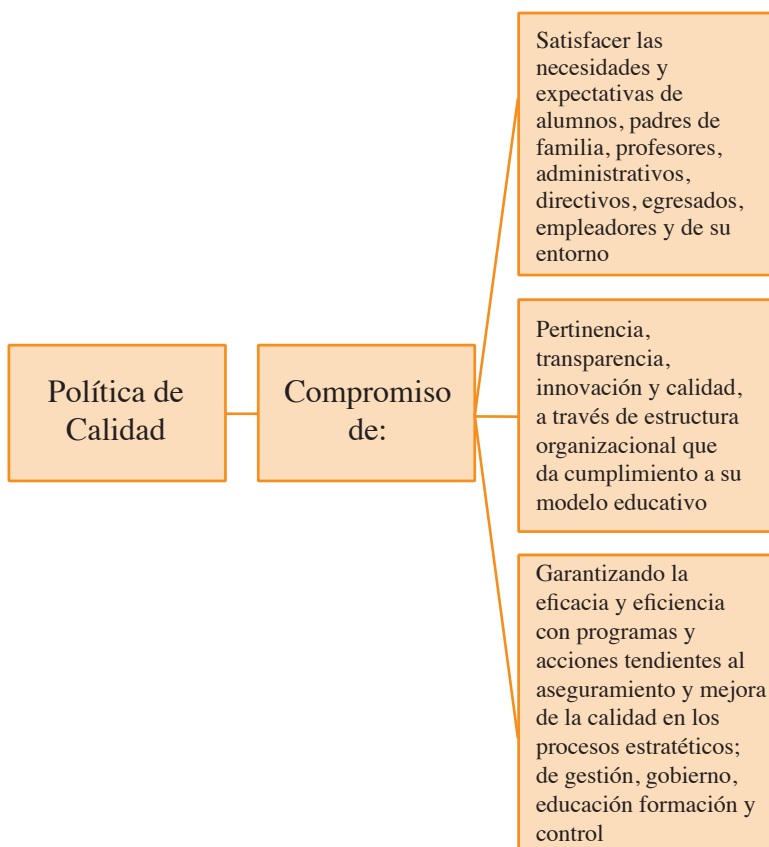 Política de
Calidad
Compromiso
de:
Satisfacer las
necesidades y
expectativas de
alumnos, padres de
familia, profesores,
administrativos,
directivos, egresados,
empleadores y de su
entorno
Pertinencia,
transparencia,
innovación y calidad,
a través de estructura
organizacional que
da cumplimiento a su
modelo educativo
Garantizando la
eficacia y eficiencia
con programas y
acciones tendientes al
aseguramiento y mejora
de la calidad en los
procesos estratéticos;
de gestión, gobierno,
educación formación y
control